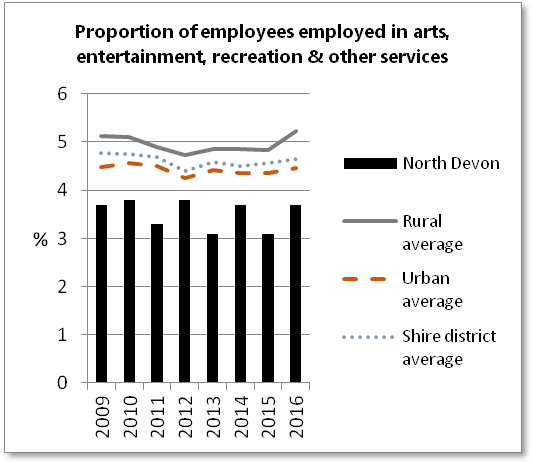 Proportion of employees employed in arts,
entertainment, recreation & other services
6
5
4
3
2
1
0
%
2009
2010
2011
2012
2013
2014
2015
2016
North Devon
Rural
average
Urban
average
Shire district
average